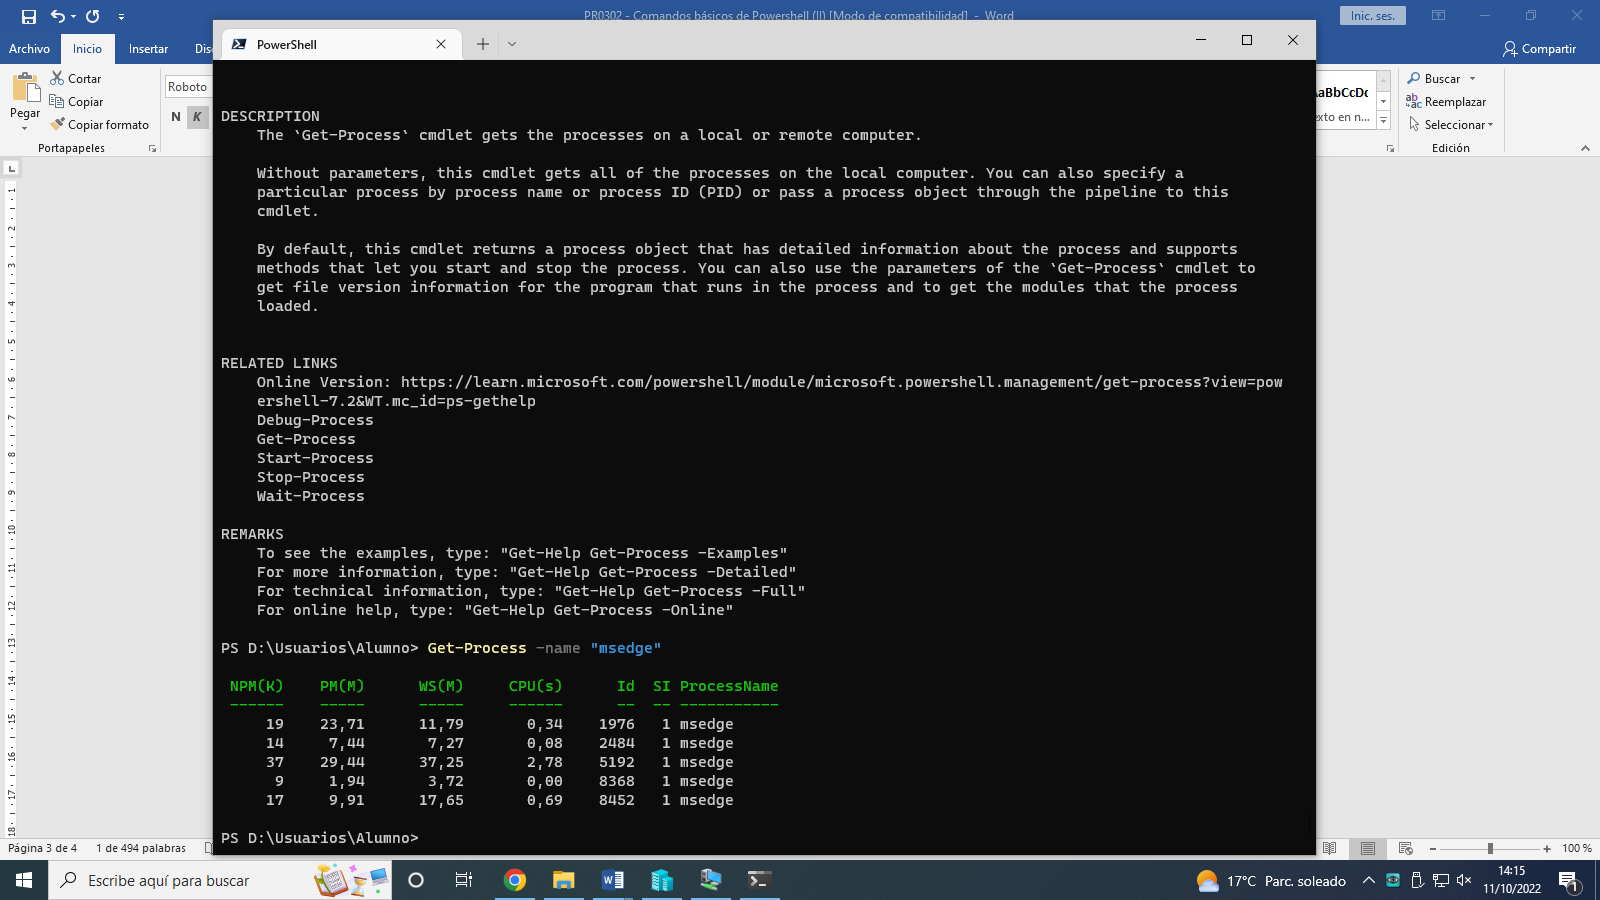 PR0302 - Comandos básicos de Powershell (II) [Modo de compatibilidad] - Word
Inic. ses.
PowerShell
Archivo Inicio Insertar Dis
Compartir
Cortar
Copiar
Copiar formato
Pegar
Portapapeles
Roboto
N K
AaBbCcDc
exto en n...
Buscar
Reemplazar
Seleccionar
Edición
DESCRIPTION
The `Get-Process` cmdlet gets the processes on a local or remote computer.
Without parameters, this cmdlet gets all of the processes on the local computer. You can also specify a
particular process by process name or process ID (PID) or pass a process object through the pipeline to this
cmdlet.
By default, this cmdlet returns a process object that has detailed information about the process and supports
methods that let you start and stop the process. You can also use the parameters of the `Get-Process` cmdlet to
get file version information for the program that runs in the process and to get the modules that the process
loaded.
RELATED LINKS
Online Version: https://learn.microsoft.com/powershell/module/microsoft.powershell.management/get-process?view=pow
ershell-7.2&WT.mc_id=ps-gethelp
Debug-Process
Get-Process
Start-Process
Stop-Process
Wait-Process
REMARKS
To see the examples, type: "Get-Help Get-Process -Examples"
For more information, type: "Get-Help Get-Process -Detailed"
For technical information, type: "Get-Help Get-Process -Full"
For online help, type: "Get-Help Get-Process -Online"
PS D:\Usuarios\Alumno> Get-Process -name "msedge"
NPM(K) PM(M) WS(M) CPU(s) Id SI ProcessName
------ ----- ----- ------ -- -- -----------
19 23,71 11,79 0,34 1976 1 msedge
14 7,44 7,27 0,08 2484 1 msedge
37 29,44 37,25 2,78 5192 1 msedge
9 1,94 3,72 0,00 8368 1 msedge
17 9,91 17,65 0,69 8452 1 msedge
PS D:\Usuarios\Alumno>
Página 3 de 4 1 de 494 palabras
100 %
Escribe aquí para buscar
17°C Parc. soleado
14:15
11/10/2022
1